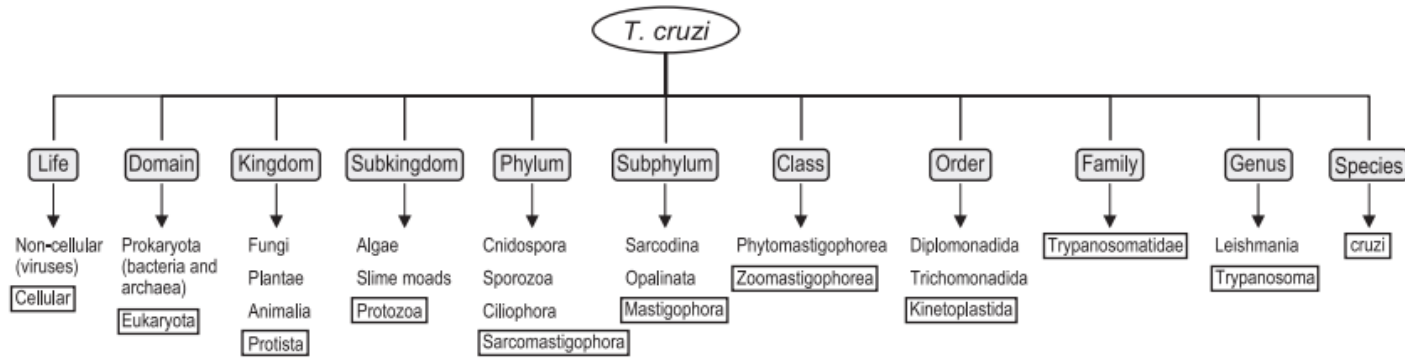 T. cruzi
Life
Domain
Kingdom
Subkingdom
Phylum
Subphylum
Class
Order
Family
Genus
Species
Non-cellular
(viruses)
Cellular
Prokaryota
(bacteria and
archaea)
Eukaryota
Fungi
Plantae
Animalia
Protista
Algae
Slime moads
Protozoa
Cnidospora
Sporozoa
Ciliophora
Sarcomastigophora
Sarcodina
Opalinata
Mastigophora
Phytomastigophorea
Zoomastigophorea
Diplomonadida
Trichomonadida
Kinetoplastida
Trypanosomatidae
Leishmania
Trypanosoma
cruzi